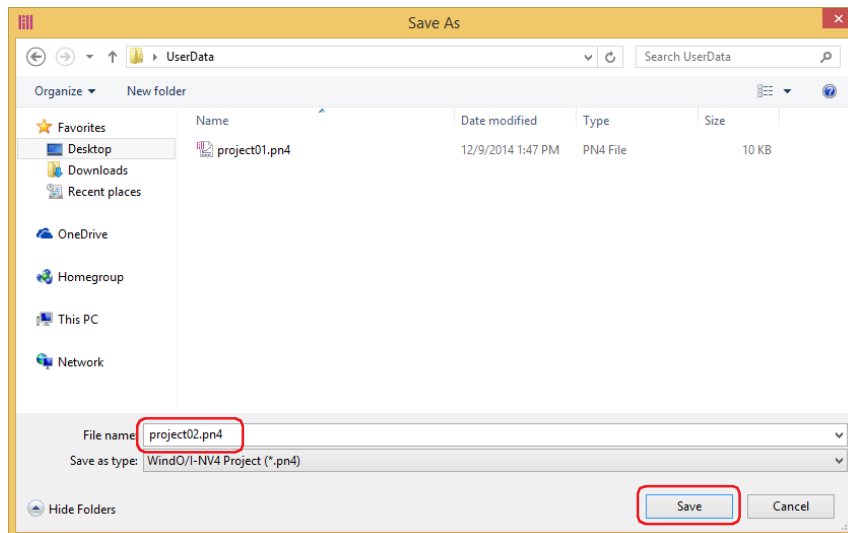 lill
Save As
UserData
Search UserData
Organize
New folder
Favorites
Desktop
Downloads
Recent places
OneDrive
Homegroup
This PC
Network
Name
Date modified
Type
Size
project01.pn4
12/9/2014 1:47 PM
PN4 File
10 KB
File name:
project02.pn4
Save as type:
WindO/I-NV4 Project (*.pn4)
Hide Folders
Save
Cancel